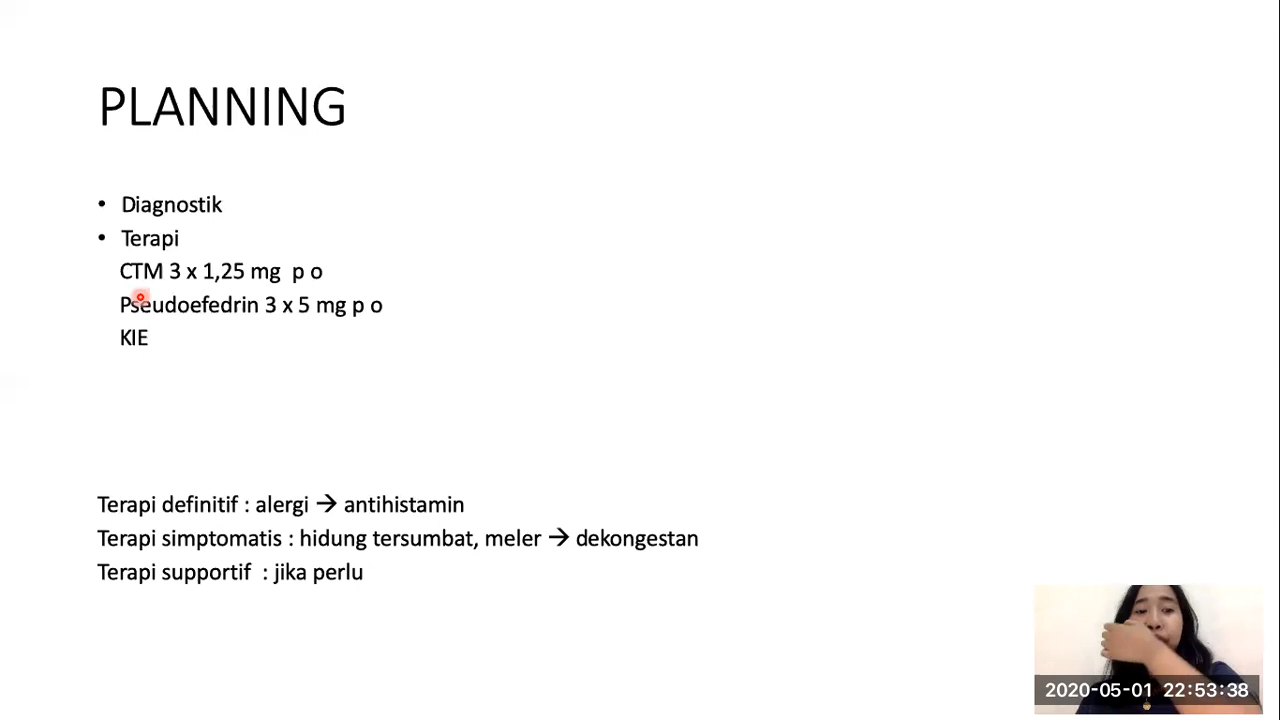 PLANNING
• Diagnostik
• Terapi
CTM 3 x 1,25 mg  p o
Pseudoefedrin 3 x 5 mg p o
KIE
Terapi definitif : alergi → antihistamin
Terapi simptomatis : hidung tersumbat, meler → dekongestan
Terapi supportif  : jika perlu
2020-05-01 22:53:38